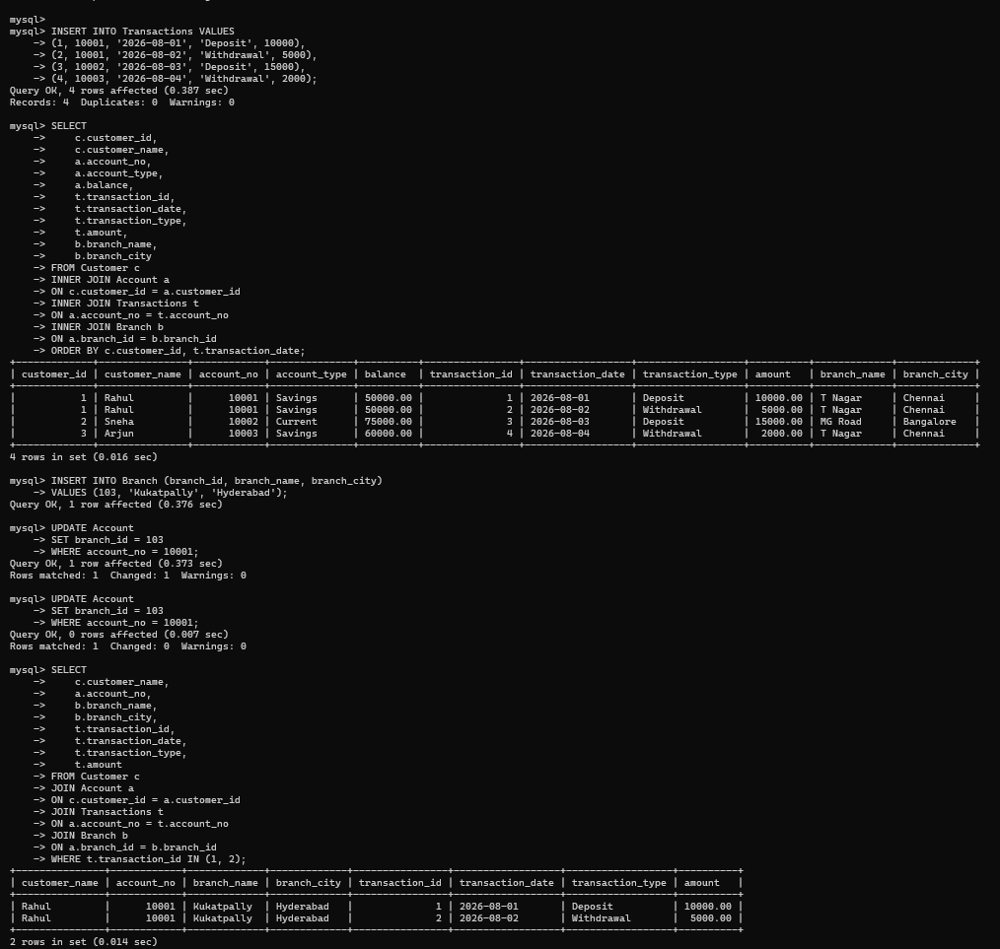 mysql>
mysql> INSERT INTO Transactions VALUES
    -> (1, 10001, '2026-08-01', 'Deposit', 10000),
    -> (2, 10001, '2026-08-02', 'Withdrawal', 5000),
    -> (3, 10002, '2026-08-03', 'Deposit', 15000),
    -> (4, 10003, '2026-08-04', 'Withdrawal', 2000);
Query OK, 4 rows affected (0.387 sec)
Records: 4  Duplicates: 0  Warnings: 0

mysql> SELECT
    ->     c.customer_id,
    ->     c.customer_name,
    ->     a.account_no,
    ->     a.account_type,
    ->     a.balance,
    ->     t.transaction_id,
    ->     t.transaction_date,
    ->     t.transaction_type,
    ->     t.amount,
    ->     b.branch_name,
    ->     b.branch_city
    -> FROM Customer c
    -> INNER JOIN Account a
    -> ON c.customer_id = a.customer_id
    -> INNER JOIN Transactions t
    -> ON a.account_no = t.account_no
    -> INNER JOIN Branch b
    -> ON a.branch_id = b.branch_id
    -> ORDER BY c.customer_id, t.transaction_date;
+-------------+---------------+------------+--------------+----------+----------------+------------------+------------------+----------+-------------+-------------+
| customer_id | customer_name | account_no | account_type | balance  | transaction_id | transaction_date | transaction_type | amount   | branch_name | branch_city |
+-------------+---------------+------------+--------------+----------+----------------+------------------+------------------+----------+-------------+-------------+
|           1 | Rahul         |      10001 | Savings      | 50000.00 |              1 | 2026-08-01       | Deposit          | 10000.00 | T Nagar     | Chennai     |
|           1 | Rahul         |      10001 | Savings      | 50000.00 |              2 | 2026-08-02       | Withdrawal       |  5000.00 | T Nagar     | Chennai     |
|           2 | Sneha         |      10002 | Current      | 75000.00 |              3 | 2026-08-03       | Deposit          | 15000.00 | MG Road     | Bangalore   |
|           3 | Arjun         |      10003 | Savings      | 60000.00 |              4 | 2026-08-04       | Withdrawal       |  2000.00 | T Nagar     | Chennai     |
+-------------+---------------+------------+--------------+----------+----------------+------------------+------------------+----------+-------------+-------------+
4 rows in set (0.016 sec)

mysql> INSERT INTO Branch (branch_id, branch_name, branch_city)
    -> VALUES (103, 'Kukatpally', 'Hyderabad');
Query OK, 1 row affected (0.376 sec)

mysql> UPDATE Account
    -> SET branch_id = 103
    -> WHERE account_no = 10001;
Query OK, 1 row affected (0.373 sec)
Rows matched: 1  Changed: 1  Warnings: 0

mysql> UPDATE Account
    -> SET branch_id = 103
    -> WHERE account_no = 10001;
Query OK, 0 rows affected (0.007 sec)
Rows matched: 1  Changed: 0  Warnings: 0

mysql> SELECT
    ->     c.customer_name,
    ->     a.account_no,
    ->     b.branch_name,
    ->     b.branch_city,
    ->     t.transaction_id,
    ->     t.transaction_date,
    ->     t.transaction_type,
    ->     t.amount
    -> FROM Customer c
    -> JOIN Account a
    -> ON c.customer_id = a.customer_id
    -> JOIN Transactions t
    -> ON a.account_no = t.account_no
    -> JOIN Branch b
    -> ON a.branch_id = b.branch_id
    -> WHERE t.transaction_id IN (1, 2);
+---------------+------------+-------------+-------------+----------------+------------------+------------------+----------+
| customer_name | account_no | branch_name | branch_city | transaction_id | transaction_date | transaction_type | amount   |
+---------------+------------+-------------+-------------+----------------+------------------+------------------+----------+
| Rahul         |      10001 | Kukatpally  | Hyderabad   |              1 | 2026-08-01       | Deposit          | 10000.00 |
| Rahul         |      10001 | Kukatpally  | Hyderabad   |              2 | 2026-08-02       | Withdrawal       |  5000.00 |
+---------------+------------+-------------+-------------+----------------+------------------+------------------+----------+
2 rows in set (0.014 sec)